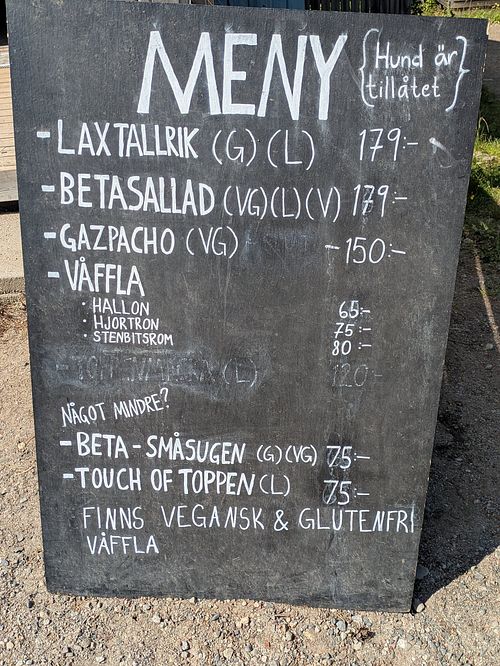 MENY {Hund är
tillåtet}
- LAXTALLRIK (G) (L) 179:-
- BETASALLAD (VG)(L)(V) 179:-
- GAZPACHO (VG) - 150:-
- VÅFFLA
· HALLON 65:-
· HJORTRON 75:-
· STENBITSROM 80:-
(L) 120:-
NÅGOT MINDRE?
- BETA - SMÅSUGEN (G)(VG) 75:-
- TOUCH OF TOPPEN (L) 75:-
FINNS VEGANSK & GLUTENFRI
VÅFFLA